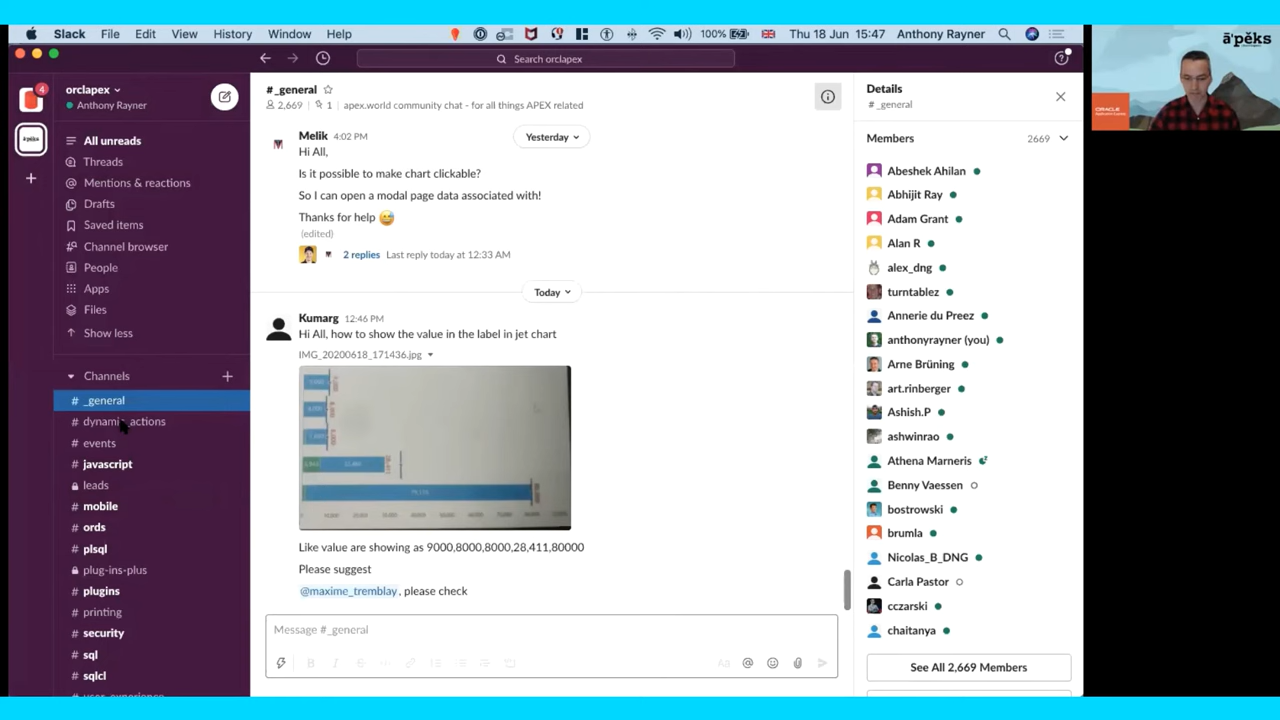 Slack File Edit View History Window Help
100% Thu 18 Jun 15:47 Anthony Rayner
Search orclapex
4
orclapex
Anthony Rayner
All unreads
Threads
Mentions & reactions
Drafts
Saved items
Channel browser
People
Apps
Files
Show less
Channels
# _general
# dynamic_actions
# events
# javascript
leads
# mobile
# ords
# plsql
plug-ins-plus
# plugins
# printing
# security
# sql
# sqlcl
# user_experience
#_general
2,669 1 apex.world community chat - for all things APEX related
Yesterday
Melik 4:02 PM
Hi All,
Is it possible to make chart clickable?
So I can open a modal page data associated with!
Thanks for help
(edited)
2 replies Last reply today at 12:33 AM
Today
Kumarg 12:46 PM
Hi All, how to show the value in the label in jet chart
IMG_20200618_171436.jpg
Like value are showing as 9000,8000,8000,28,411,80000
Please suggest
@maxime_tremblay, please check
Message #_general
Details
# _general
Members 2669
Abeshek Ahilan
Abhijit Ray
Adam Grant
Alan R
alex_dng
turntablez
Annerie du Preez
anthonyrayner (you)
Arne Brüning
art.rinberger
Ashish.P
ashwinrao
Athena Marneris
Benny Vaessen
bostrowski
brumla
Nicolas_B_DNG
Carla Pastor
cczarski
chaitanya
See All 2,669 Members
ā'pěks
ORACLE